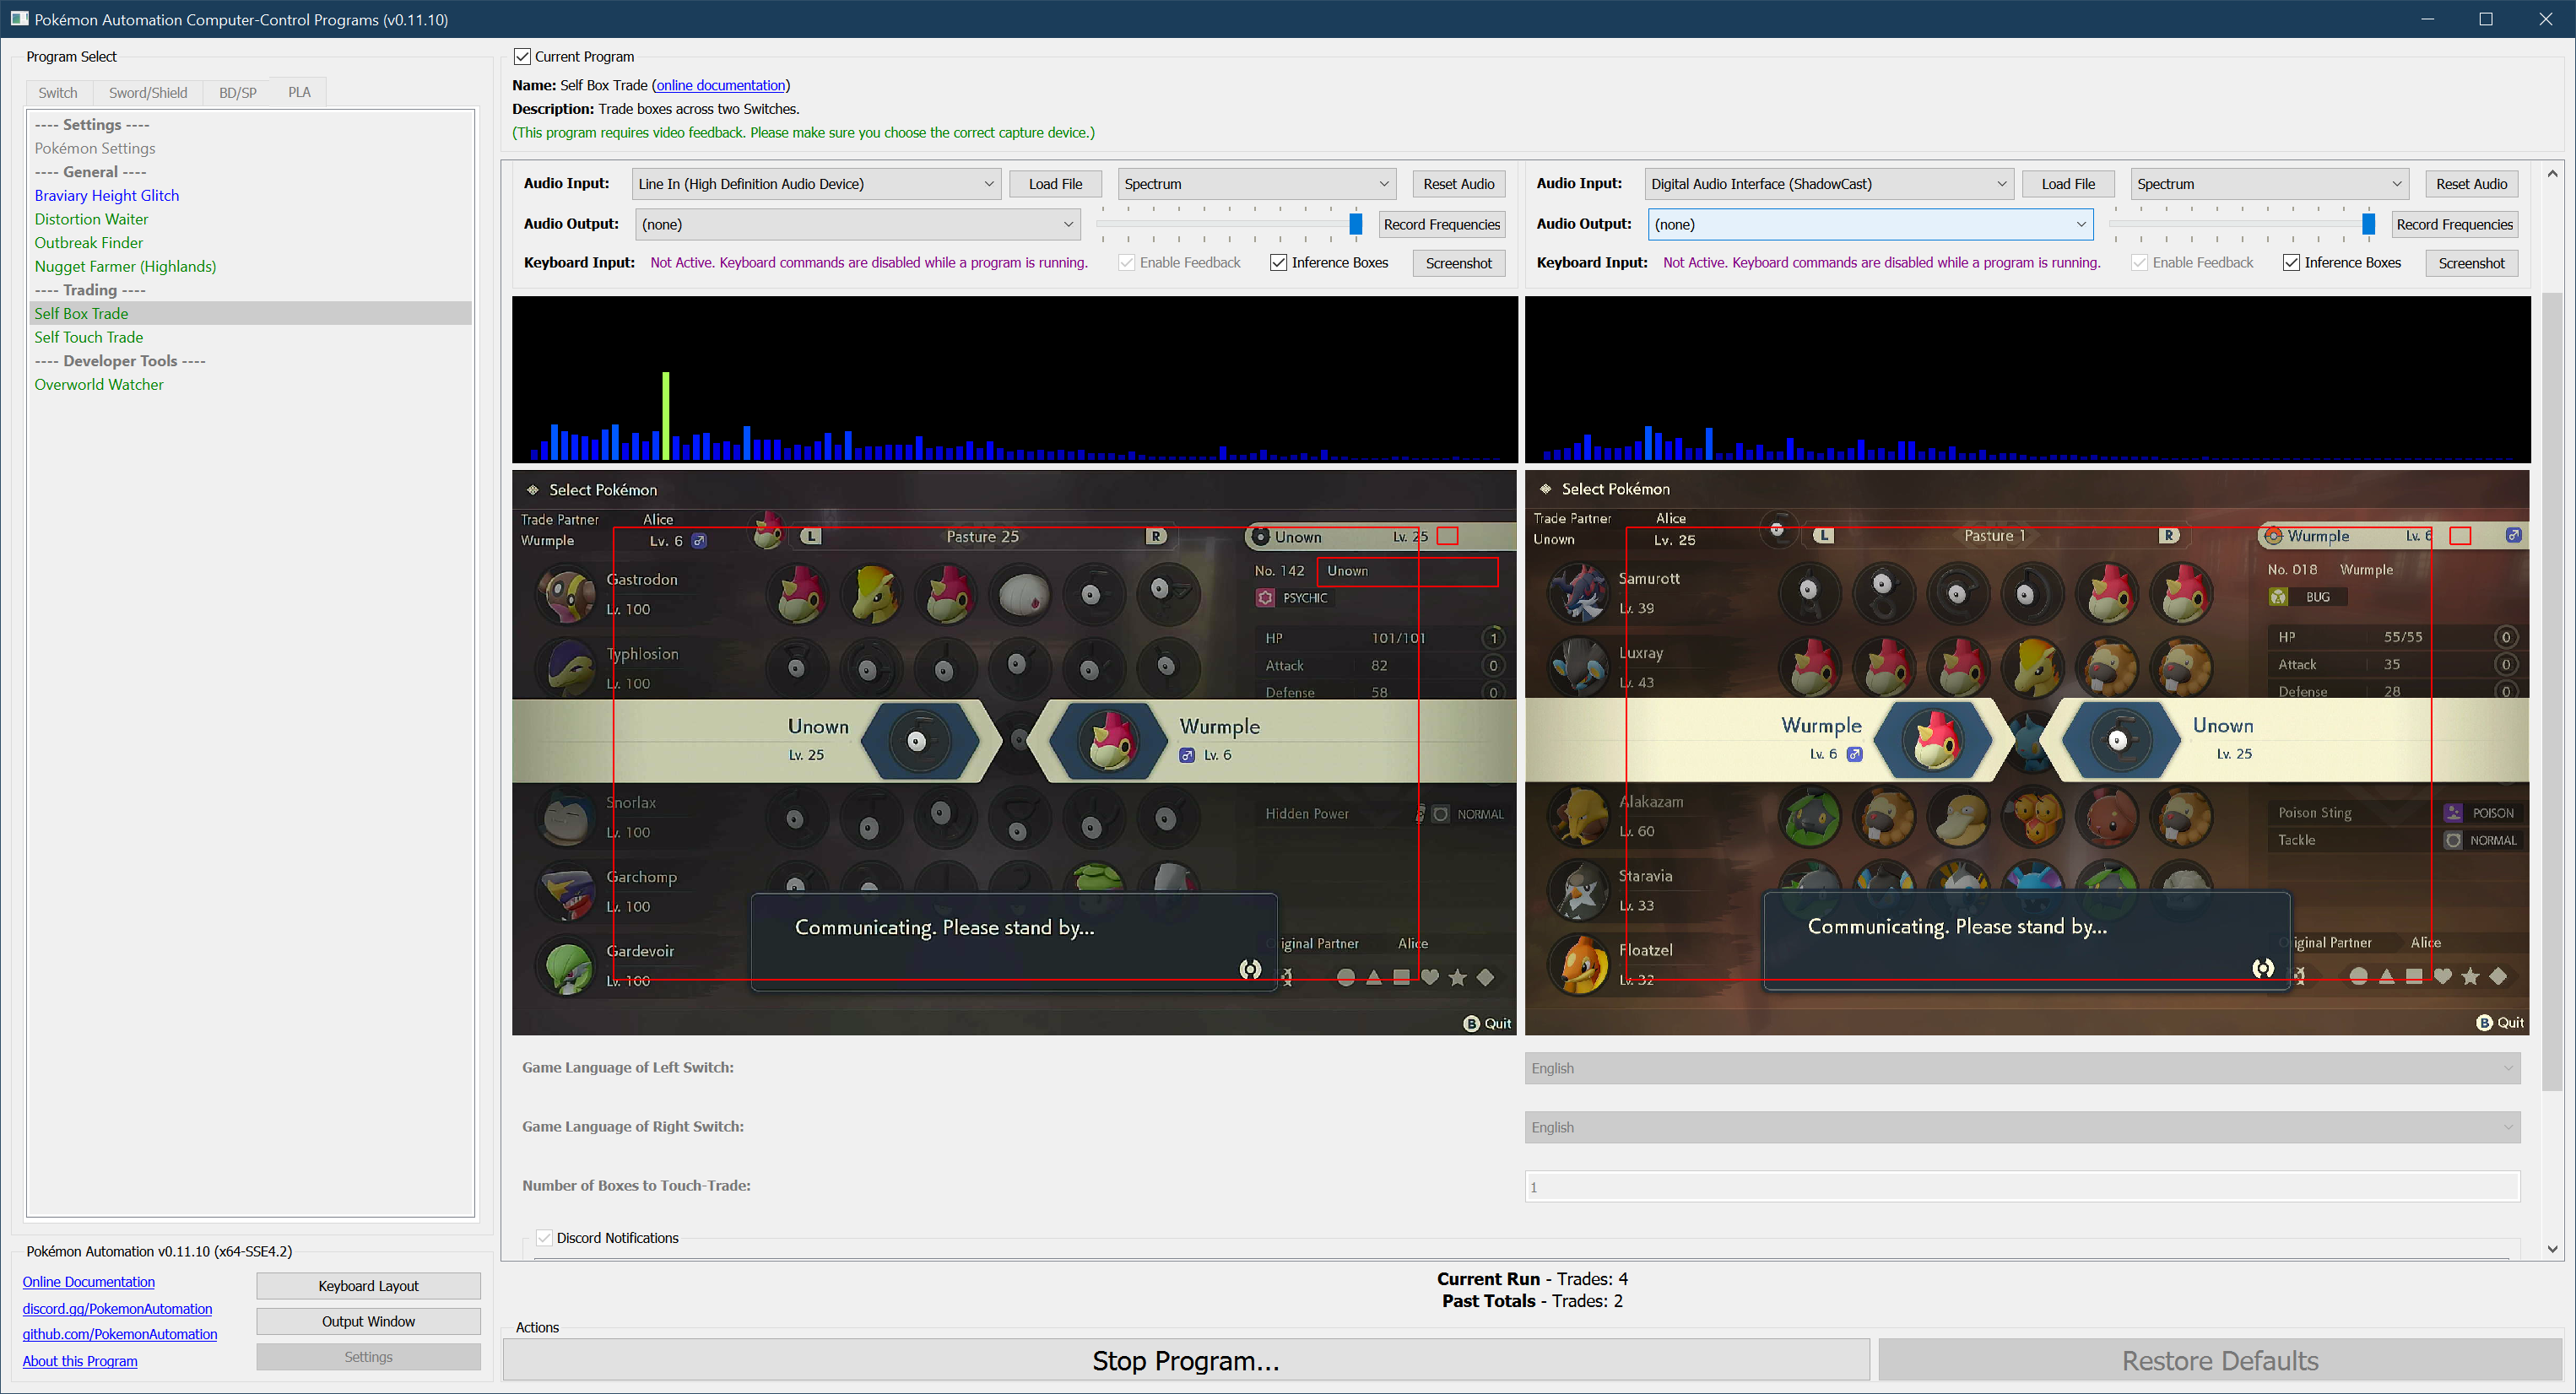 Pokémon Automation Computer-Control Programs (v0.11.10)
Program Select
Switch
Sword/Shield
BD/SP
PLA
---- Settings ----
Pokémon Settings
---- General ----
Braviary Height Glitch
Distortion Waiter
Outbreak Finder
Nugget Farmer (Highlands)
---- Trading ----
Self Box Trade
Self Touch Trade
---- Developer Tools ----
Overworld Watcher
Pokémon Automation v0.11.10 (x64-SSE4.2)
Online Documentation
discord.gg/PokemonAutomation
github.com/PokemonAutomation
About this Program
Keyboard Layout
Output Window
Settings
Current Program
Name: Self Box Trade (online documentation)
Description: Trade boxes across two Switches.
(This program requires video feedback. Please make sure you choose the correct capture device.)
Audio Input: Line In (High Definition Audio Device) Load File Spectrum Reset Audio
Audio Output: (none) Record Frequencies
Keyboard Input: Not Active. Keyboard commands are disabled while a program is running. Enable Feedback Inference Boxes Screenshot
Audio Input: Digital Audio Interface (ShadowCast) Load File Spectrum Reset Audio
Audio Output: (none) Record Frequencies
Keyboard Input: Not Active. Keyboard commands are disabled while a program is running. Enable Feedback Inference Boxes Screenshot
Select Pokémon
Trade Partner Alice
Wurmple Lv. 6
L Pasture 25 R
Unown Lv. 25
No. 142 Unown
PSYCHIC
HP 101/101 1
Attack 82 0
Defense 58 0
Gastrodon
Lv. 100
Typhlosion
Lv. 100
Unown
Lv. 25
Wurmple
Lv. 6
Snorlax
Lv. 100
Hidden Power NORMAL
Garchomp
Lv. 100
Gardevoir
Lv. 100
Communicating. Please stand by...
iginal Partner Alice
B Quit
Select Pokémon
Trade Partner Alice
Unown Lv. 25
L Pasture 1 R
Wurmple Lv. 6
No. 018 Wurmple
BUG
HP 55/55 0
Attack 35 0
Defense 28 0
Samurott
Lv. 39
Luxray
Lv. 43
Wurmple
Lv. 6
Unown
Lv. 25
Alakazam
Lv. 60
Poison Sting POISON
Tackle NORMAL
Staravia
Lv. 33
Floatzel
Lv. 32
Communicating. Please stand by...
iginal Partner Alice
B Quit
Game Language of Left Switch: English
Game Language of Right Switch: English
Number of Boxes to Touch-Trade: 1
Discord Notifications
Current Run - Trades: 4
Past Totals - Trades: 2
Actions
Stop Program...
Restore Defaults